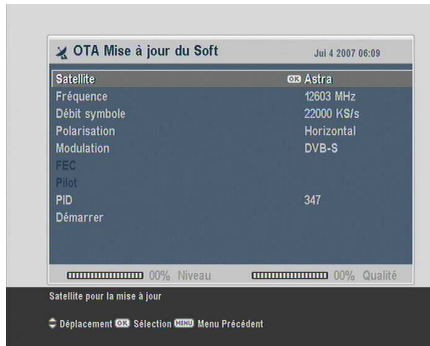 OTA Mise à jour du Soft Jui 4 2007 06:09
Satellite OK Astra
Fréquence 12603 MHz
Débit symbole 22000 KS/s
Polarisation Horizontal
Modulation DVB-S
FEC
Pilot
PID 347
Démarrer
00% Niveau 00% Qualité
Satellite pour la mise à jour
Déplacement OK Sélection MENU Menu Précédent